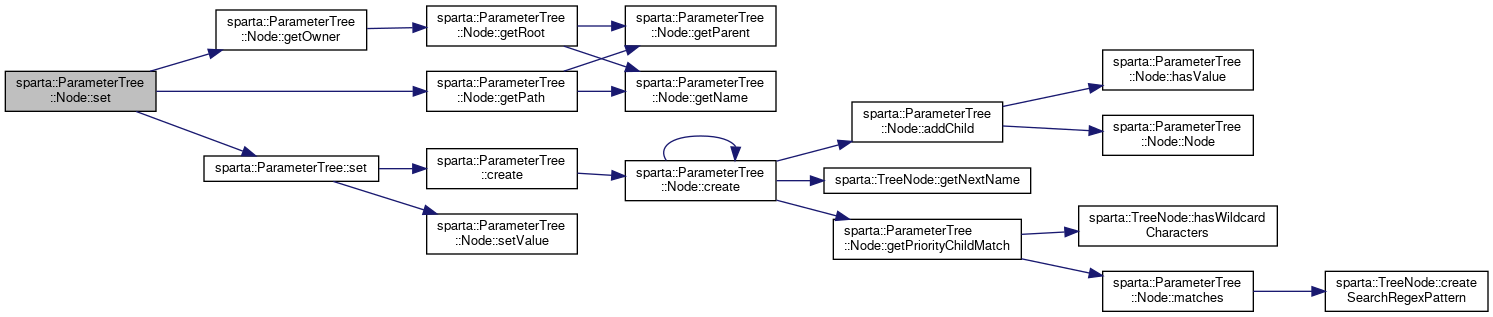 sparta::ParameterTree
::Node::set
sparta::ParameterTree
::Node::getOwner
sparta::ParameterTree
::Node::getRoot
sparta::ParameterTree
::Node::getParent
sparta::ParameterTree
::Node::getPath
sparta::ParameterTree
::Node::getName
sparta::ParameterTree::set
sparta::ParameterTree
::create
sparta::ParameterTree
::Node::setValue
sparta::ParameterTree
::Node::create
sparta::ParameterTree
::Node::addChild
sparta::ParameterTree
::Node::hasValue
sparta::ParameterTree
::Node::Node
sparta::TreeNode::getNextName
sparta::ParameterTree
::Node::getPriorityChildMatch
sparta::TreeNode::hasWildcard
Characters
sparta::ParameterTree
::Node::matches
sparta::TreeNode::create
SearchRegexPattern